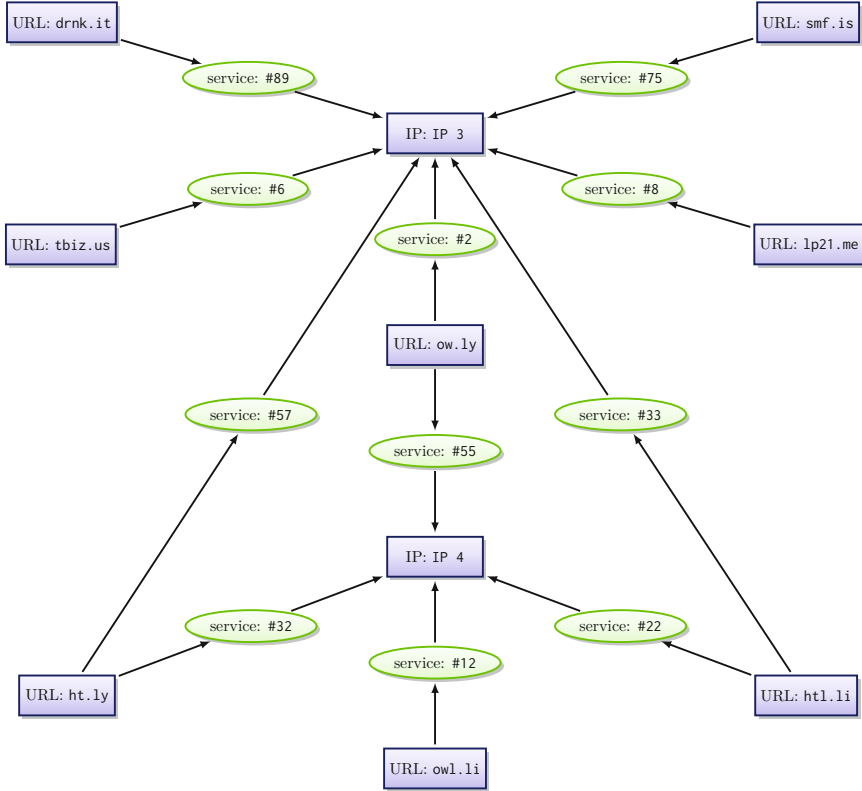 URL: drnk.it
URL: smf.is
service: #89
service: #75
IP: IP 3
service: #6
service: #8
URL: tbiz.us
service: #2
URL: lp21.me
URL: ow.ly
service: #57
service: #33
service: #55
IP: IP 4
service: #32
service: #22
service: #12
URL: ht.ly
URL: htl.li
URL: owl.li